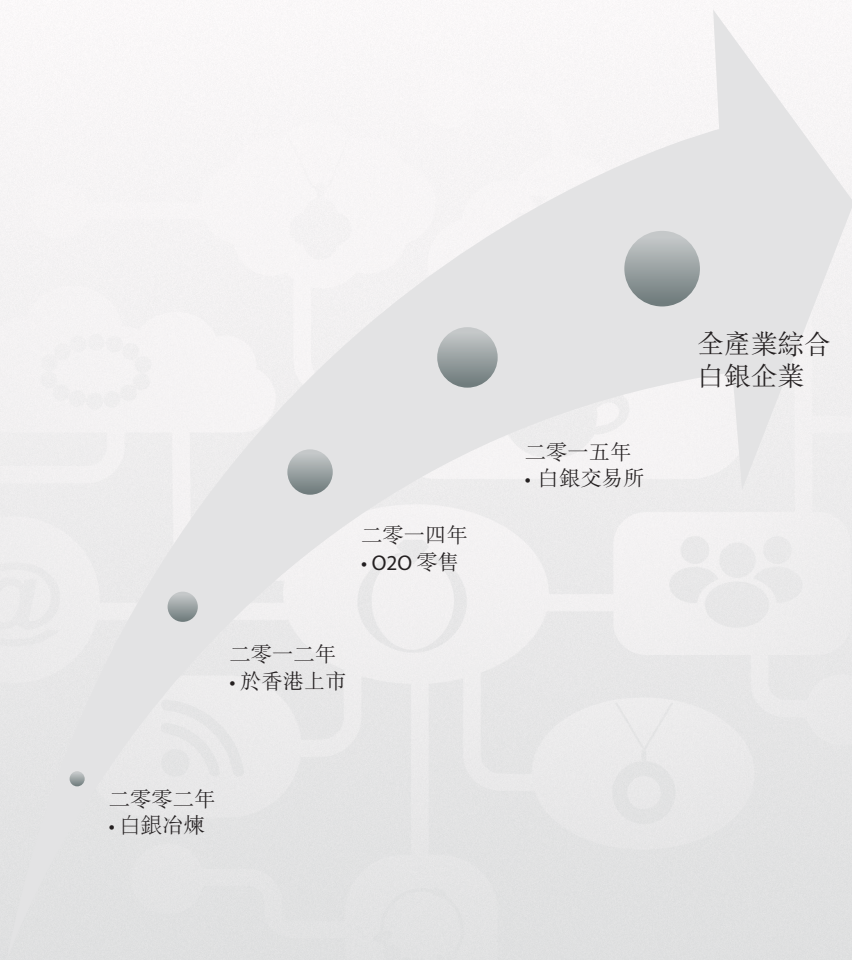 全產業綜合
白銀企業
二零一五年
• 白銀交易所
二零一四年
• O2O 零售
二零一二年
• 於香港上市
二零零二年
• 白銀冶煉
@